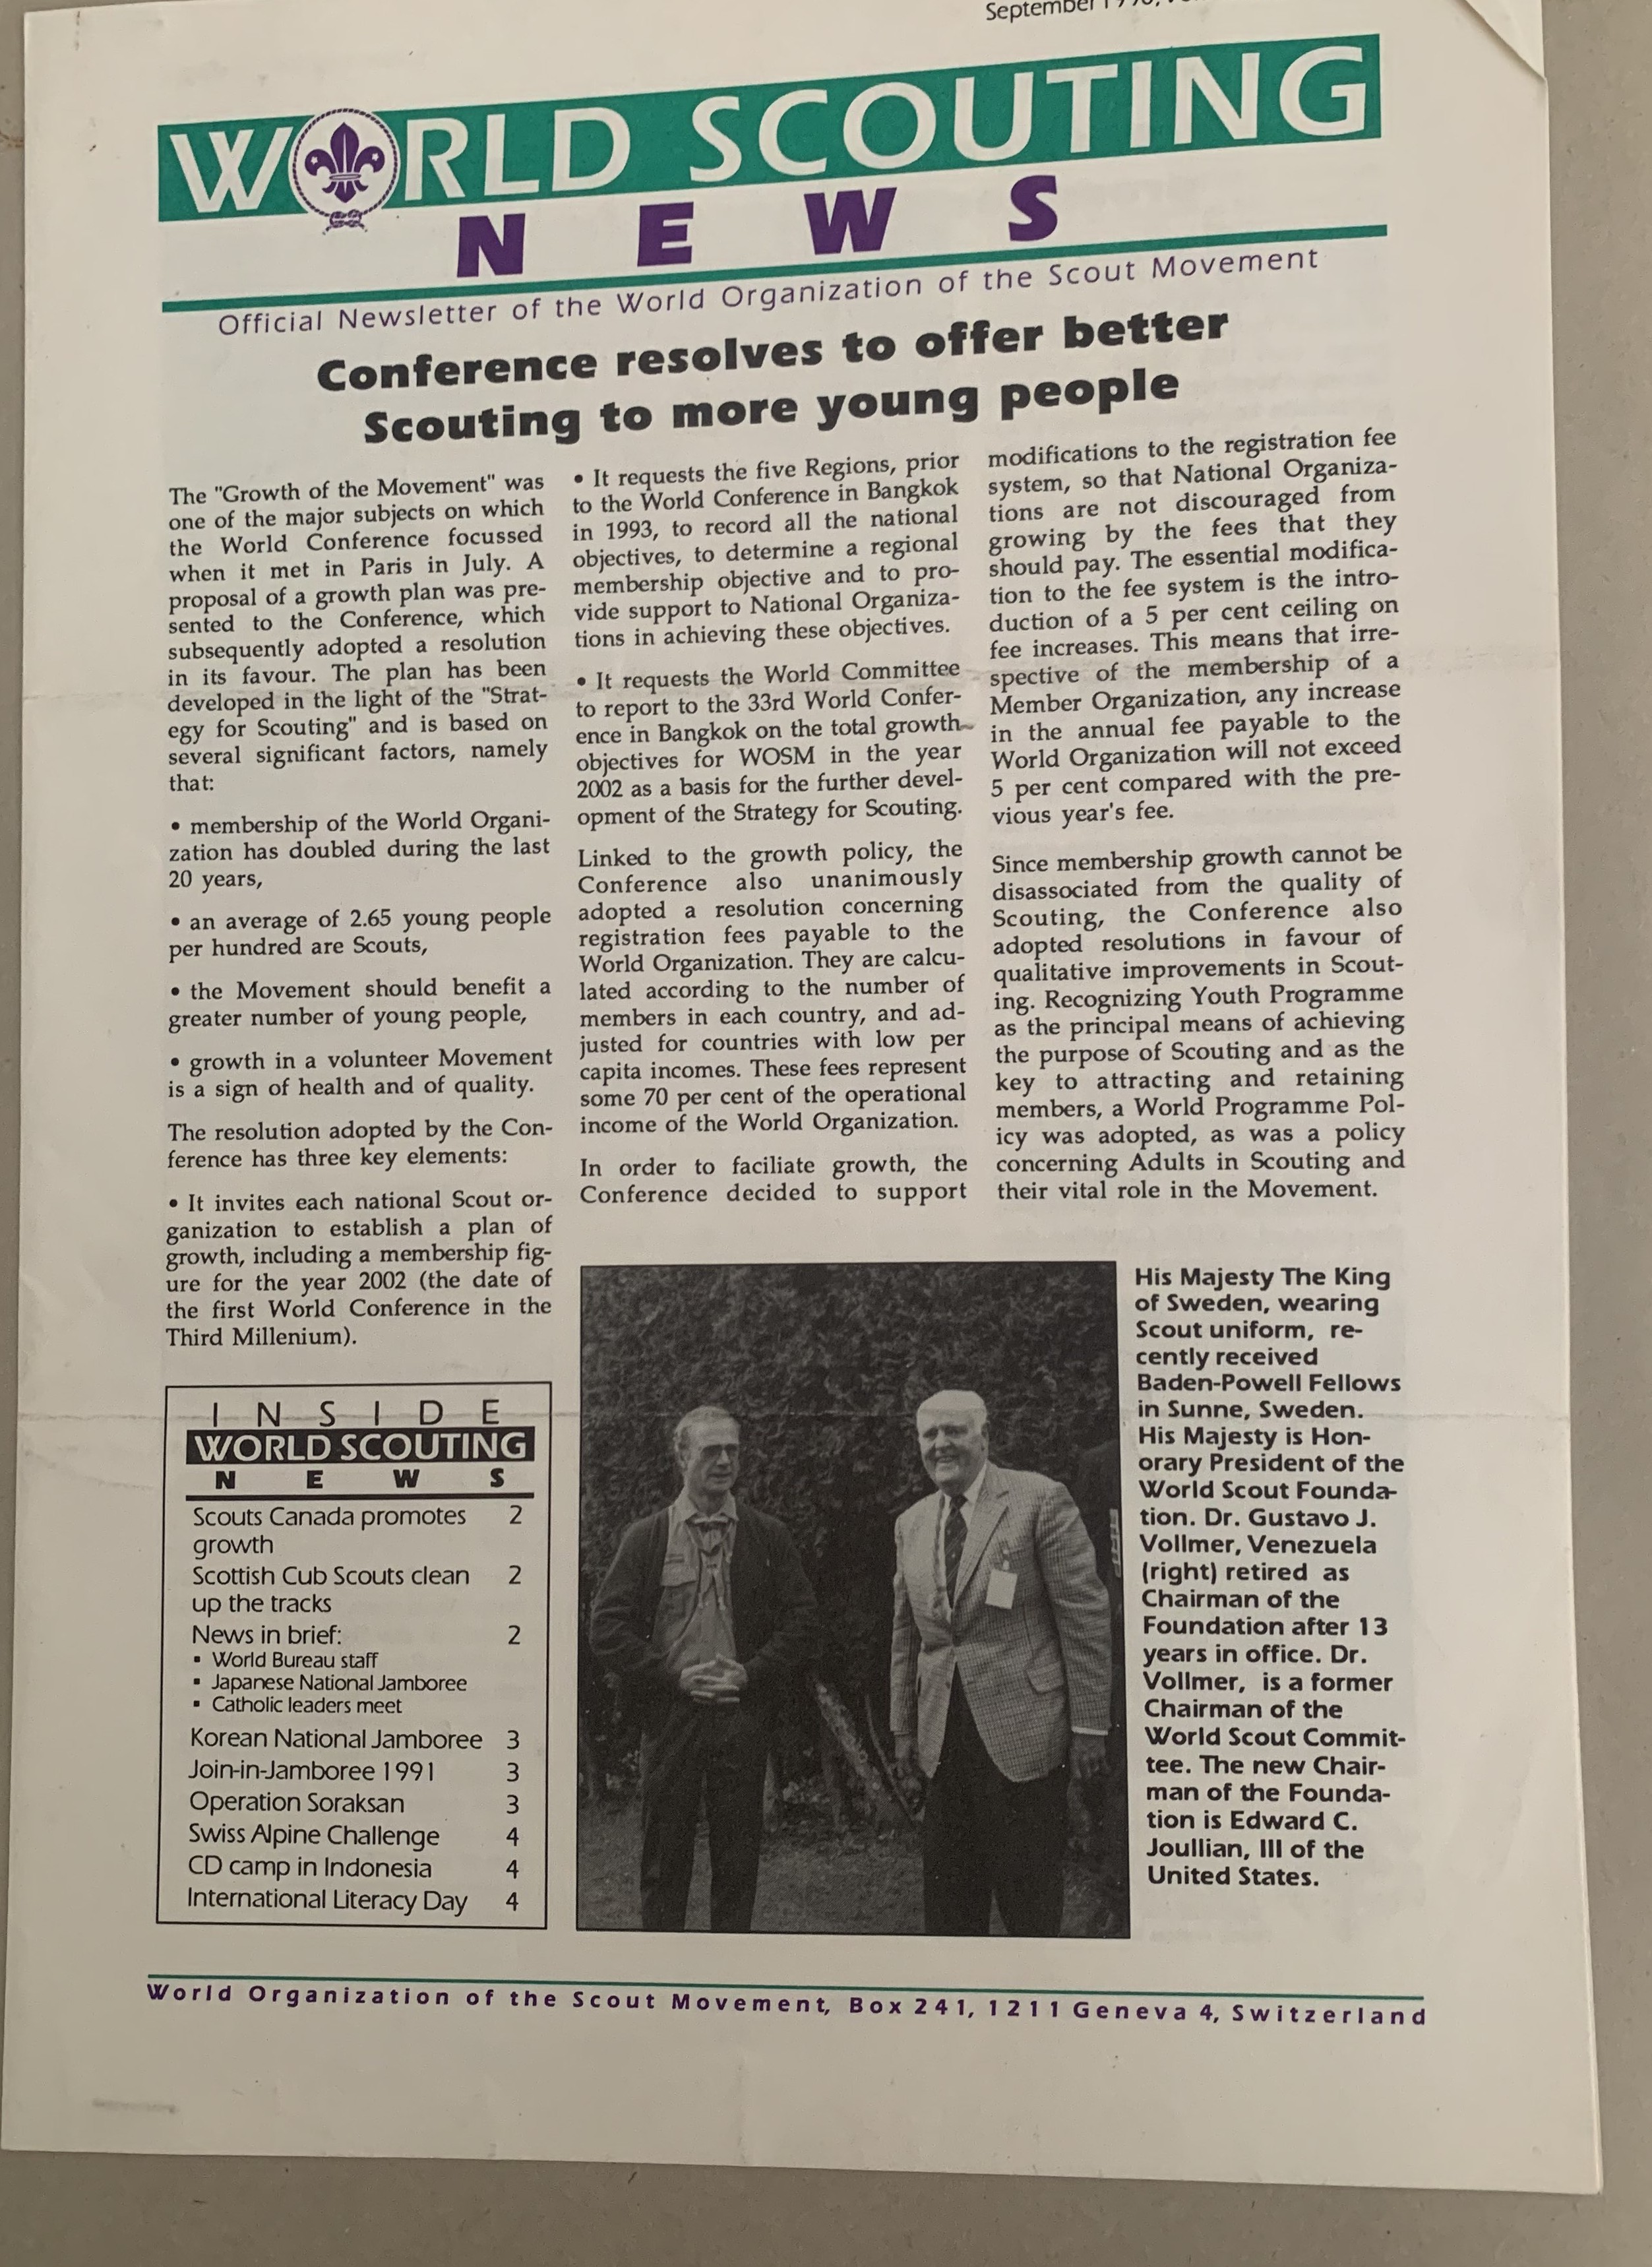 September
WORLD SCOUTING
NEWS
Official Newsletter of the World Organization of the Scout Movement
Conference resolves to offer better
Scouting to more young people
The "Growth of the Movement" was
one of the major subjects on which
the World Conference focussed
when it met in Paris in July. A
proposal of a growth plan was pre-
sented to the Conference, which
subsequently adopted a resolution
in its favour. The plan has been
developed in the light of the "Strat-
egy for Scouting" and is based on
several significant factors, namely
that:
• membership of the World Organi-
zation has doubled during the last
20 years,
• an average of 2.65 young people
per hundred are Scouts,
• the Movement should benefit a
greater number of young people,
• growth in a volunteer Movement
is a sign of health and of quality.
The resolution adopted by the Con-
ference has three key elements:
• It invites each national Scout or-
ganization to establish a plan of
growth, including a membership fig-
ure for the year 2002 (the date of
the first World Conference in the
Third Millenium).
• It requests the five Regions, prior
to the World Conference in Bangkok
in 1993, to record all the national
objectives, to determine a regional
membership objective and to pro-
vide support to National Organiza-
tions in achieving these objectives.
• It requests the World Committee
to report to the 33rd World Confer-
ence in Bangkok on the total growth
objectives for WOSM in the year
2002 as a basis for the further devel-
opment of the Strategy for Scouting.
Linked to the growth policy, the
Conference also unanimously
adopted a resolution concerning
registration fees payable to the
World Organization. They are calcu-
lated according to the number of
members in each country, and ad-
justed for countries with low per
capita incomes. These fees represent
some 70 per cent of the operational
income of the World Organization.
In order to faciliate growth, the
Conference decided to support
modifications to the registration fee
system, so that National Organiza-
tions are not discouraged from
growing by the fees that they
should pay. The essential modifica-
tion to the fee system is the intro-
duction of a 5 per cent ceiling on
fee increases. This means that irre-
spective of the membership of a
Member Organization, any increase
in the annual fee payable to the
World Organization will not exceed
5 per cent compared with the pre-
vious year's fee.
Since membership growth cannot be
disassociated from the quality of
Scouting, the Conference also
adopted resolutions in favour of
qualitative improvements in Scout-
ing. Recognizing Youth Programme
as the principal means of achieving
the purpose of Scouting and as the
key to attracting and retaining
members, a World Programme Pol-
icy was adopted, as was a policy
concerning Adults in Scouting and
their vital role in the Movement.
INSIDE
WORLD SCOUTING
NEWS
Scouts Canada promotes 2
growth
Scottish Cub Scouts clean 2
up the tracks
News in brief: 2
▪ World Bureau staff
▪ Japanese National Jamboree
▪ Catholic leaders meet
Korean National Jamboree 3
Join-in-Jamboree 1991 3
Operation Soraksan 3
Swiss Alpine Challenge 4
CD camp in Indonesia 4
International Literacy Day 4
His Majesty The King
of Sweden, wearing
Scout uniform, re-
cently received
Baden-Powell Fellows
in Sunne, Sweden.
His Majesty is Hon-
orary President of the
World Scout Founda-
tion. Dr. Gustavo J.
Vollmer, Venezuela
(right) retired as
Chairman of the
Foundation after 13
years in office. Dr.
Vollmer, is a former
Chairman of the
World Scout Commit-
tee. The new Chair-
man of the Founda-
tion is Edward C.
Joullian, III of the
United States.
World Organization of the Scout Movement, Box 241, 1211 Geneva 4, Switzerland